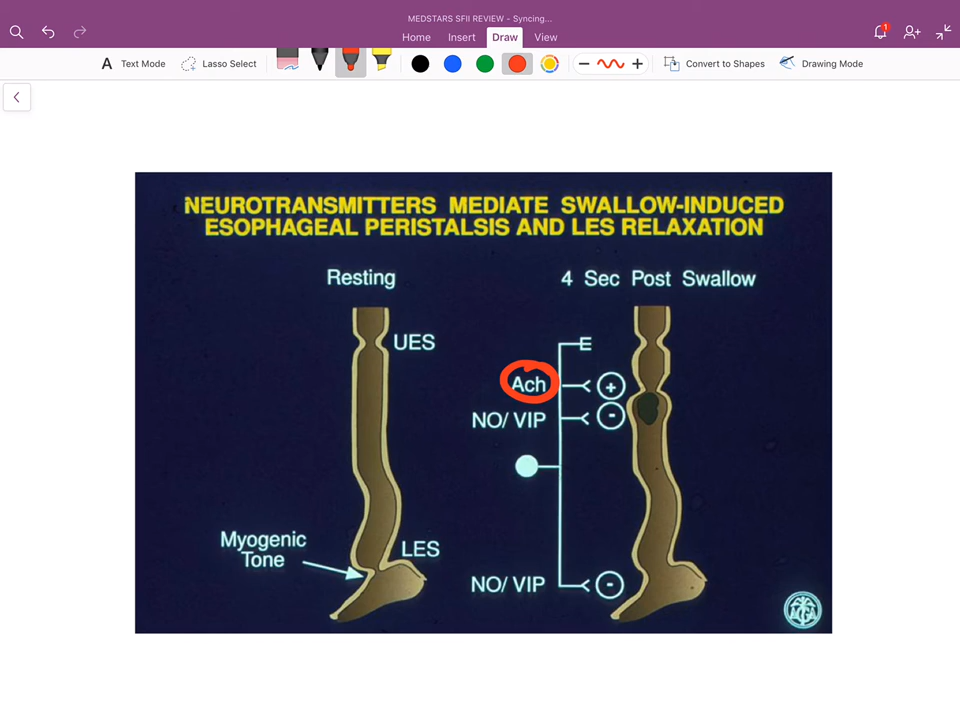 MEDSTARS SFII REVIEW - Syncing...
Home Insert Draw View
1
A Text Mode Lasso Select Convert to Shapes Drawing Mode
NEUROTRANSMITTERS MEDIATE SWALLOW-INDUCED
ESOPHAGEAL PERISTALSIS AND LES RELAXATION
Resting
4 Sec Post Swallow
UES
E
Ach +
NO/ VIP -
Myogenic
Tone
LES
NO/ VIP -